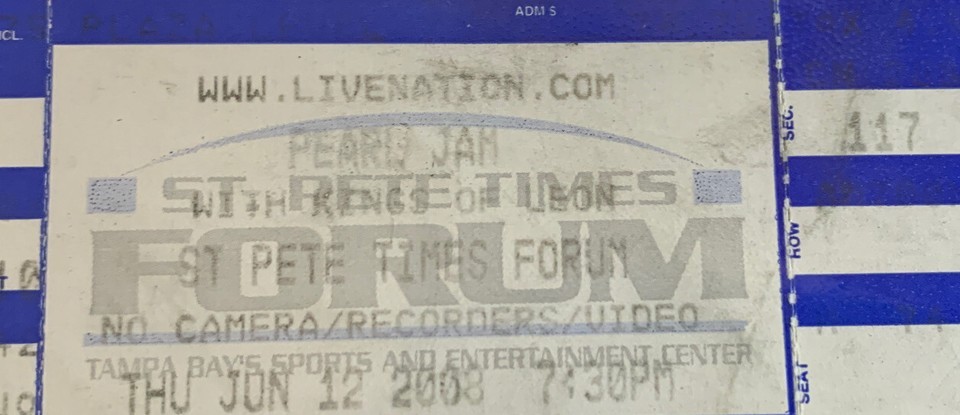 ADM S
CL.
WWW.LIVENATION.COM
PEARL JAM
ST. PETE TIMES
WITH KINGS OF LEON
FORUM
ST PETE TIMES FORUM
NO CAMERA/RECORDERS/VIDEO
TAMPA BAY'S SPORTS AND ENTERTAINMENT CENTER
THU JUN 12 2008 7:30PM
SEC.
117
ROW
SEAT